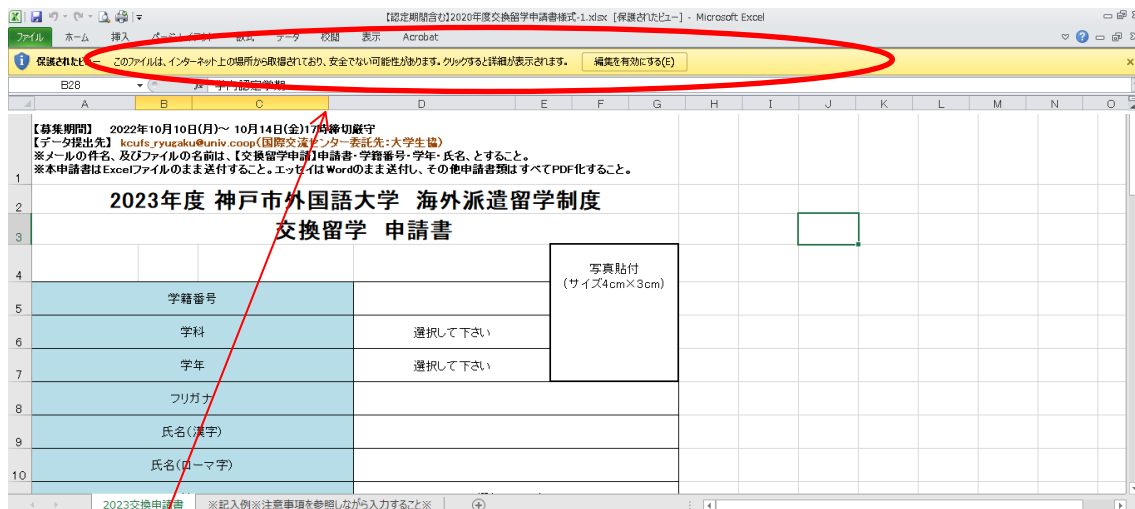 【認定期間含む】2020年度交換留学申請書様式-1.xlsx [保護されたビュー] - Microsoft Excel
ファイル ホーム 挿入 ページレイアウト 数式 データ 校閲 表示 Acrobat
保護されたビュー このファイルは、インターネット上の場所から取得されており、安全でない可能性があります。クリックすると詳細が表示されます。 編集を有効にする(E)
B28 fx 学内認定学期
A B C D E F G H I J K L M N O
【募集期間】 2022年10月10日(月)～ 10月14日(金)17時締切厳守
【データ提出先】 kcufs_ryugaku@univ.coop(国際交流センター委託先:大学生協)
※メールの件名、及びファイルの名前は、【交換留学申請】申請書・学籍番号・学年・氏名、とすること。
1 ※本申請書はExcelファイルのまま送付すること。エッセイはWordのまま送付し、その他申請書類はすべてPDF化すること。
2 2023年度 神戸市外国語大学 海外派遣留学制度
3 交換留学 申請書
4 写真貼付
(サイズ4cm×3cm)
5 学籍番号
6 学科 選択して下さい
7 学年 選択して下さい
8 フリガナ
9 氏名(漢字)
10 氏名(ローマ字)
2023交換申請書 ※記入例※注意事項を参照しながら入力すること※